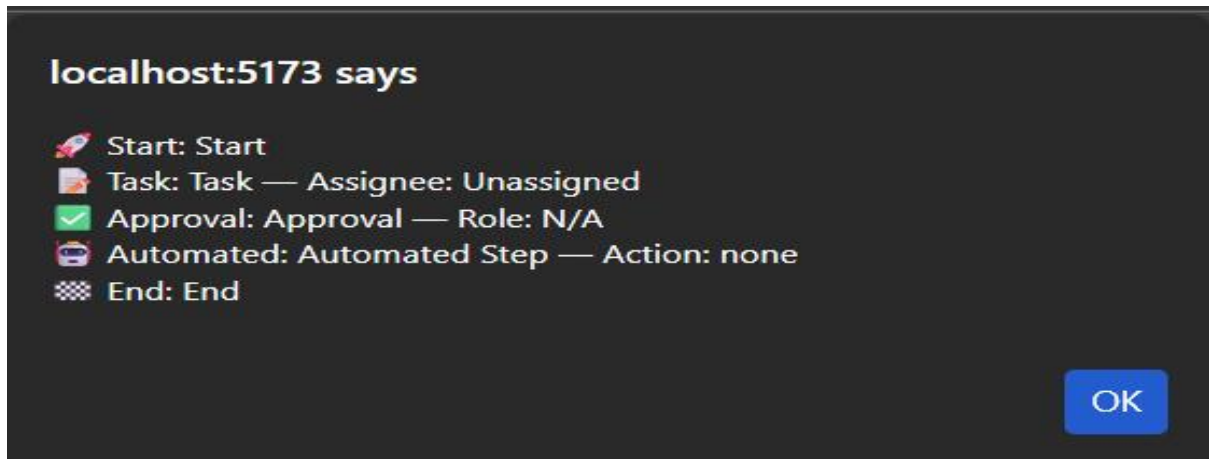 localhost:5173 says
🚀 Start: Start
📝 Task: Task — Assignee: Unassigned
✅ Approval: Approval — Role: N/A
🤖 Automated: Automated Step — Action: none
🏁 End: End
OK